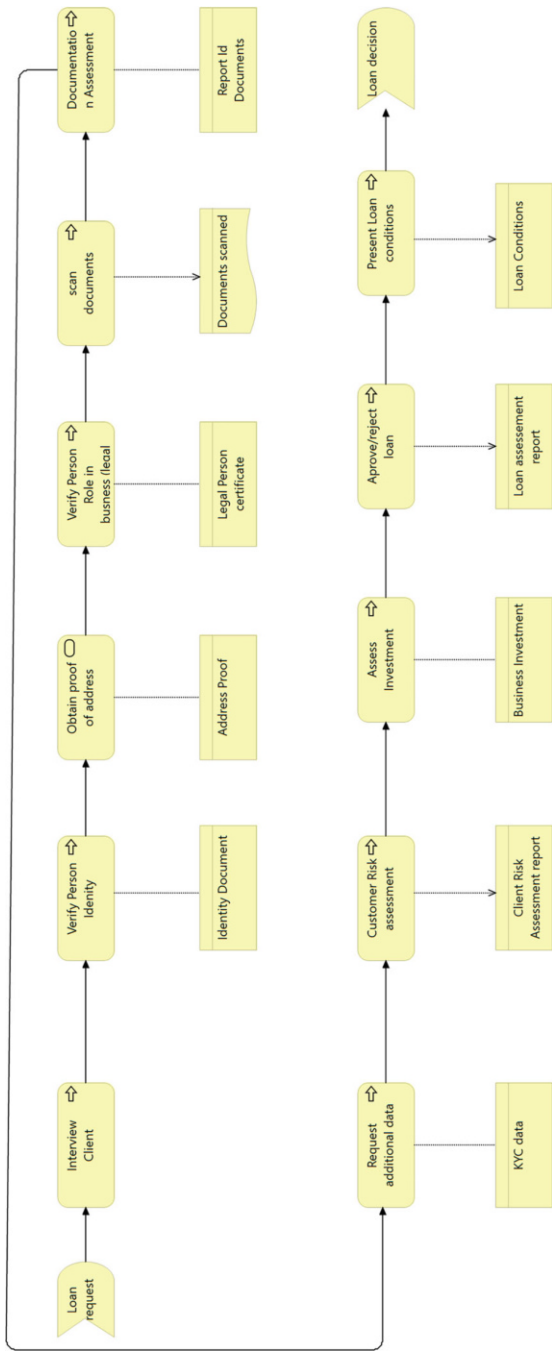 Loan
request
Interview
Client
Verify Person
Idenity
Obtain proof
of address
Verify Person
Role in
busness (legal
scan
documents
Documentatio
n Assessment
Identity Document
Address Proof
Legal Person
certificate
Documents scanned
Report Id
Documents
Request
additional data
Customer Risk
assessment
Assess
Investment
Aprove/reject
loan
Present Loan
conditions
Loan decision
KYC data
Client Risk
Assessment report
Business Investment
Loan assessment
report
Loan Conditions